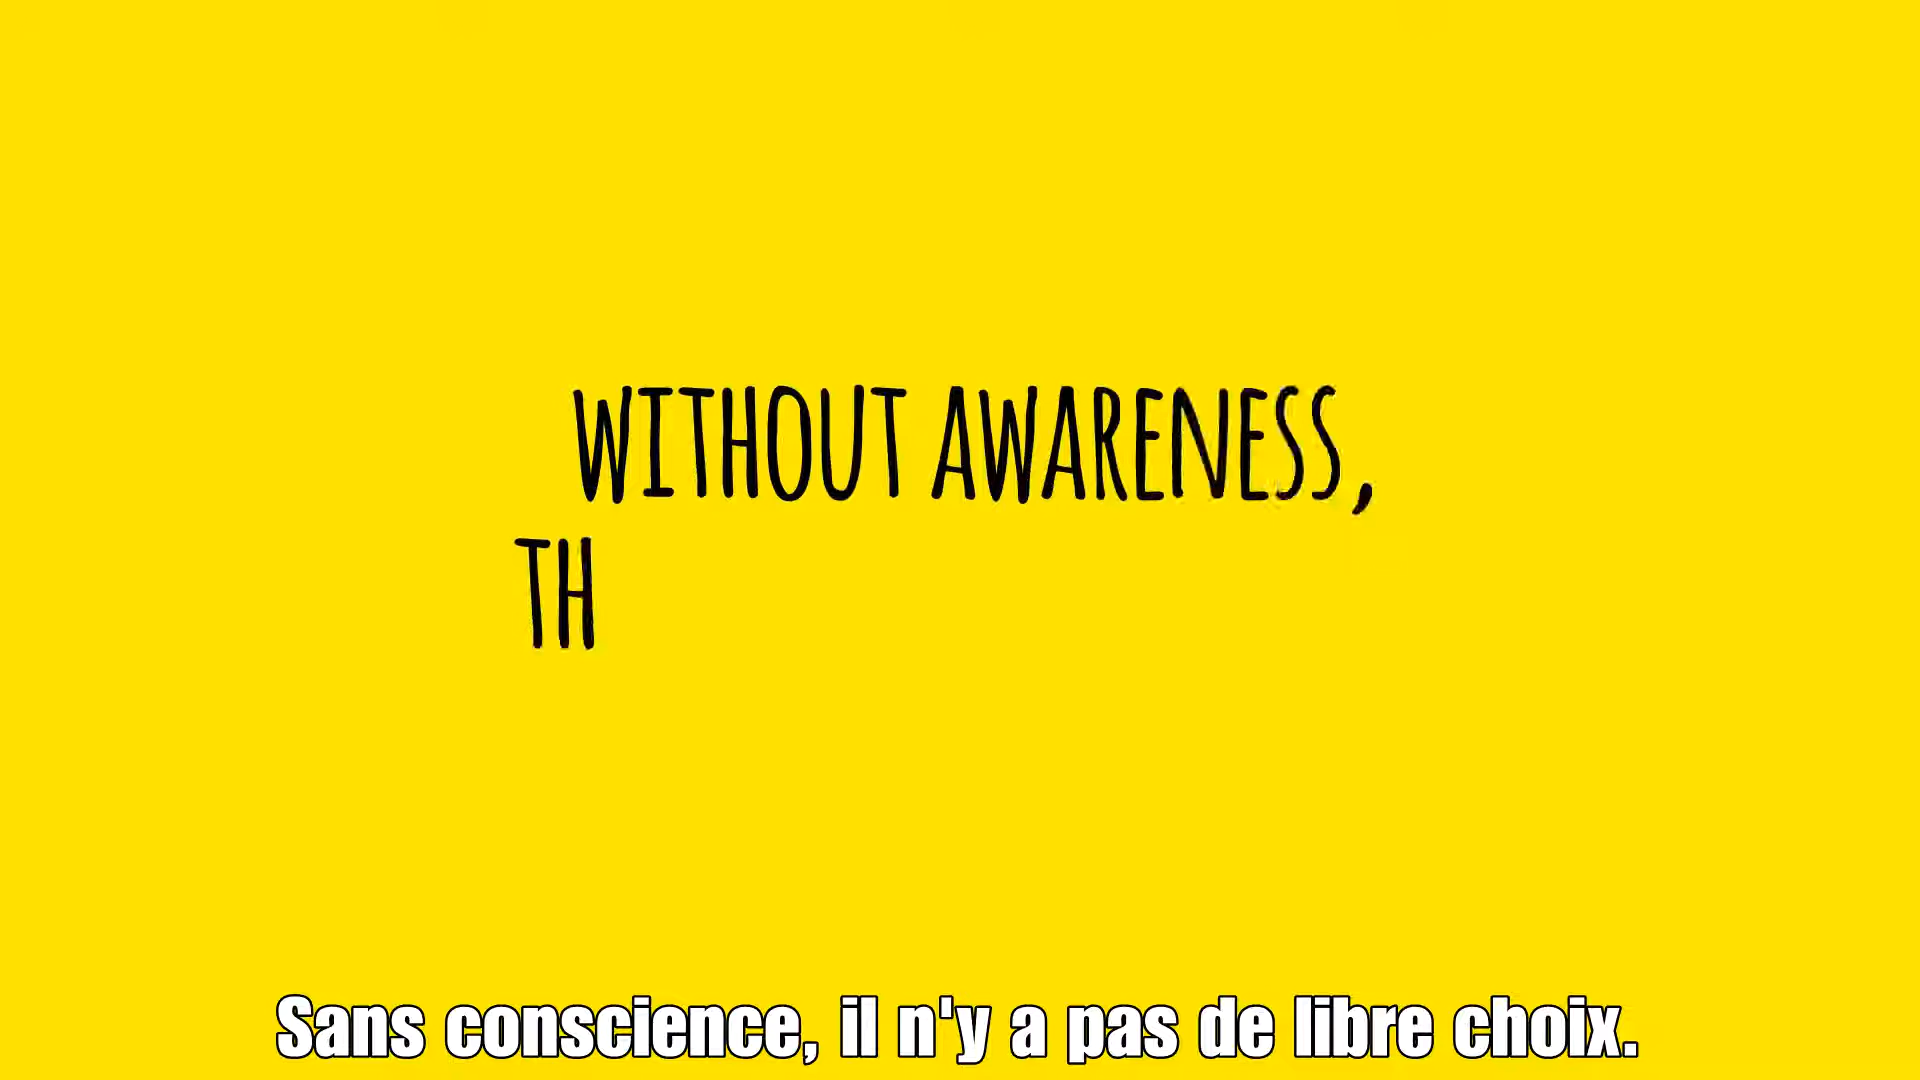 WITHOUT AWARENESS,
TH
Sans conscience, il n'y a pas de libre choix.